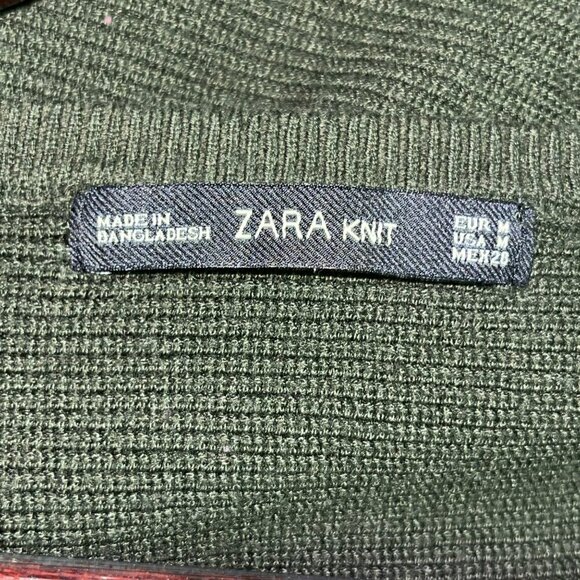 MADE IN
BANGLADESH
ZARA KNIT
EUR M
USA M
MEX 28